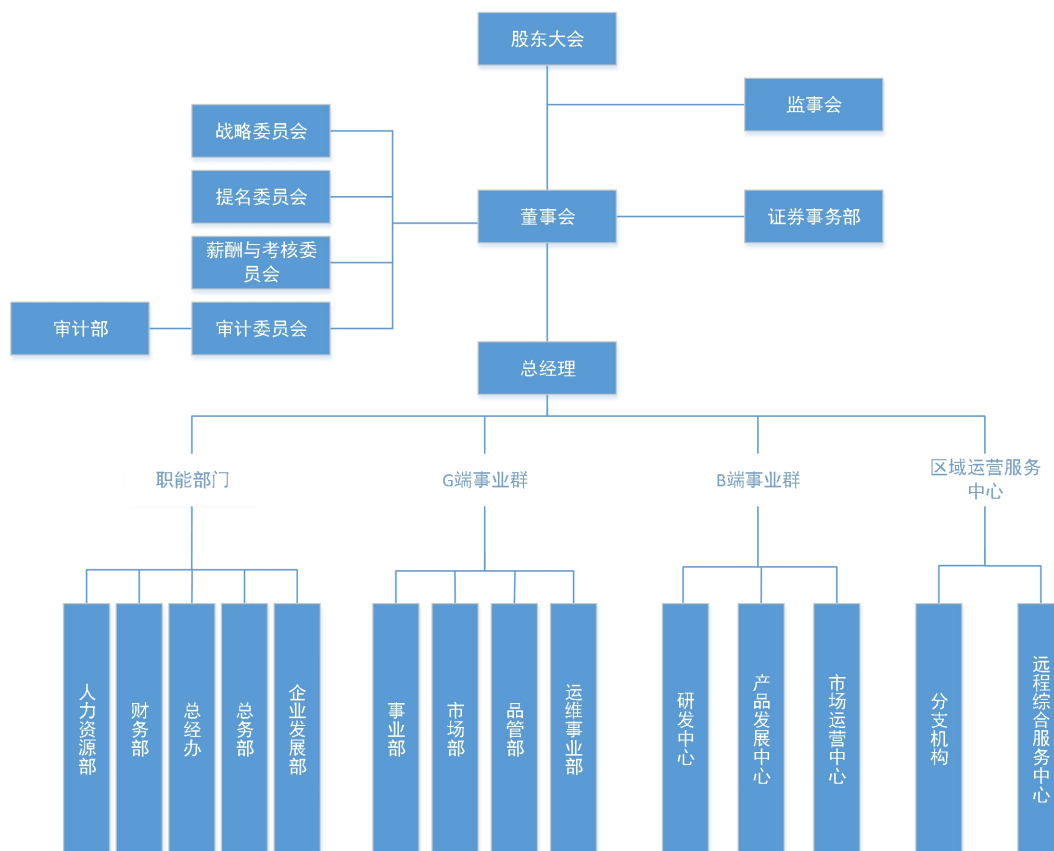 股东大会
监事会
战略委员会
提名委员会
董事会
证券事务部
薪酬与考核委
员会
审计部
审计委员会
总经理
职能部门
G端事业群
B端事业群
区域运营服务
中心
人力资源部
财务部
总经办
总务部
企业发展部
事业部
市场部
品管部
运维事业部
研发中心
产品发展中心
市场运营中心
分支机构
远程综合服务中心